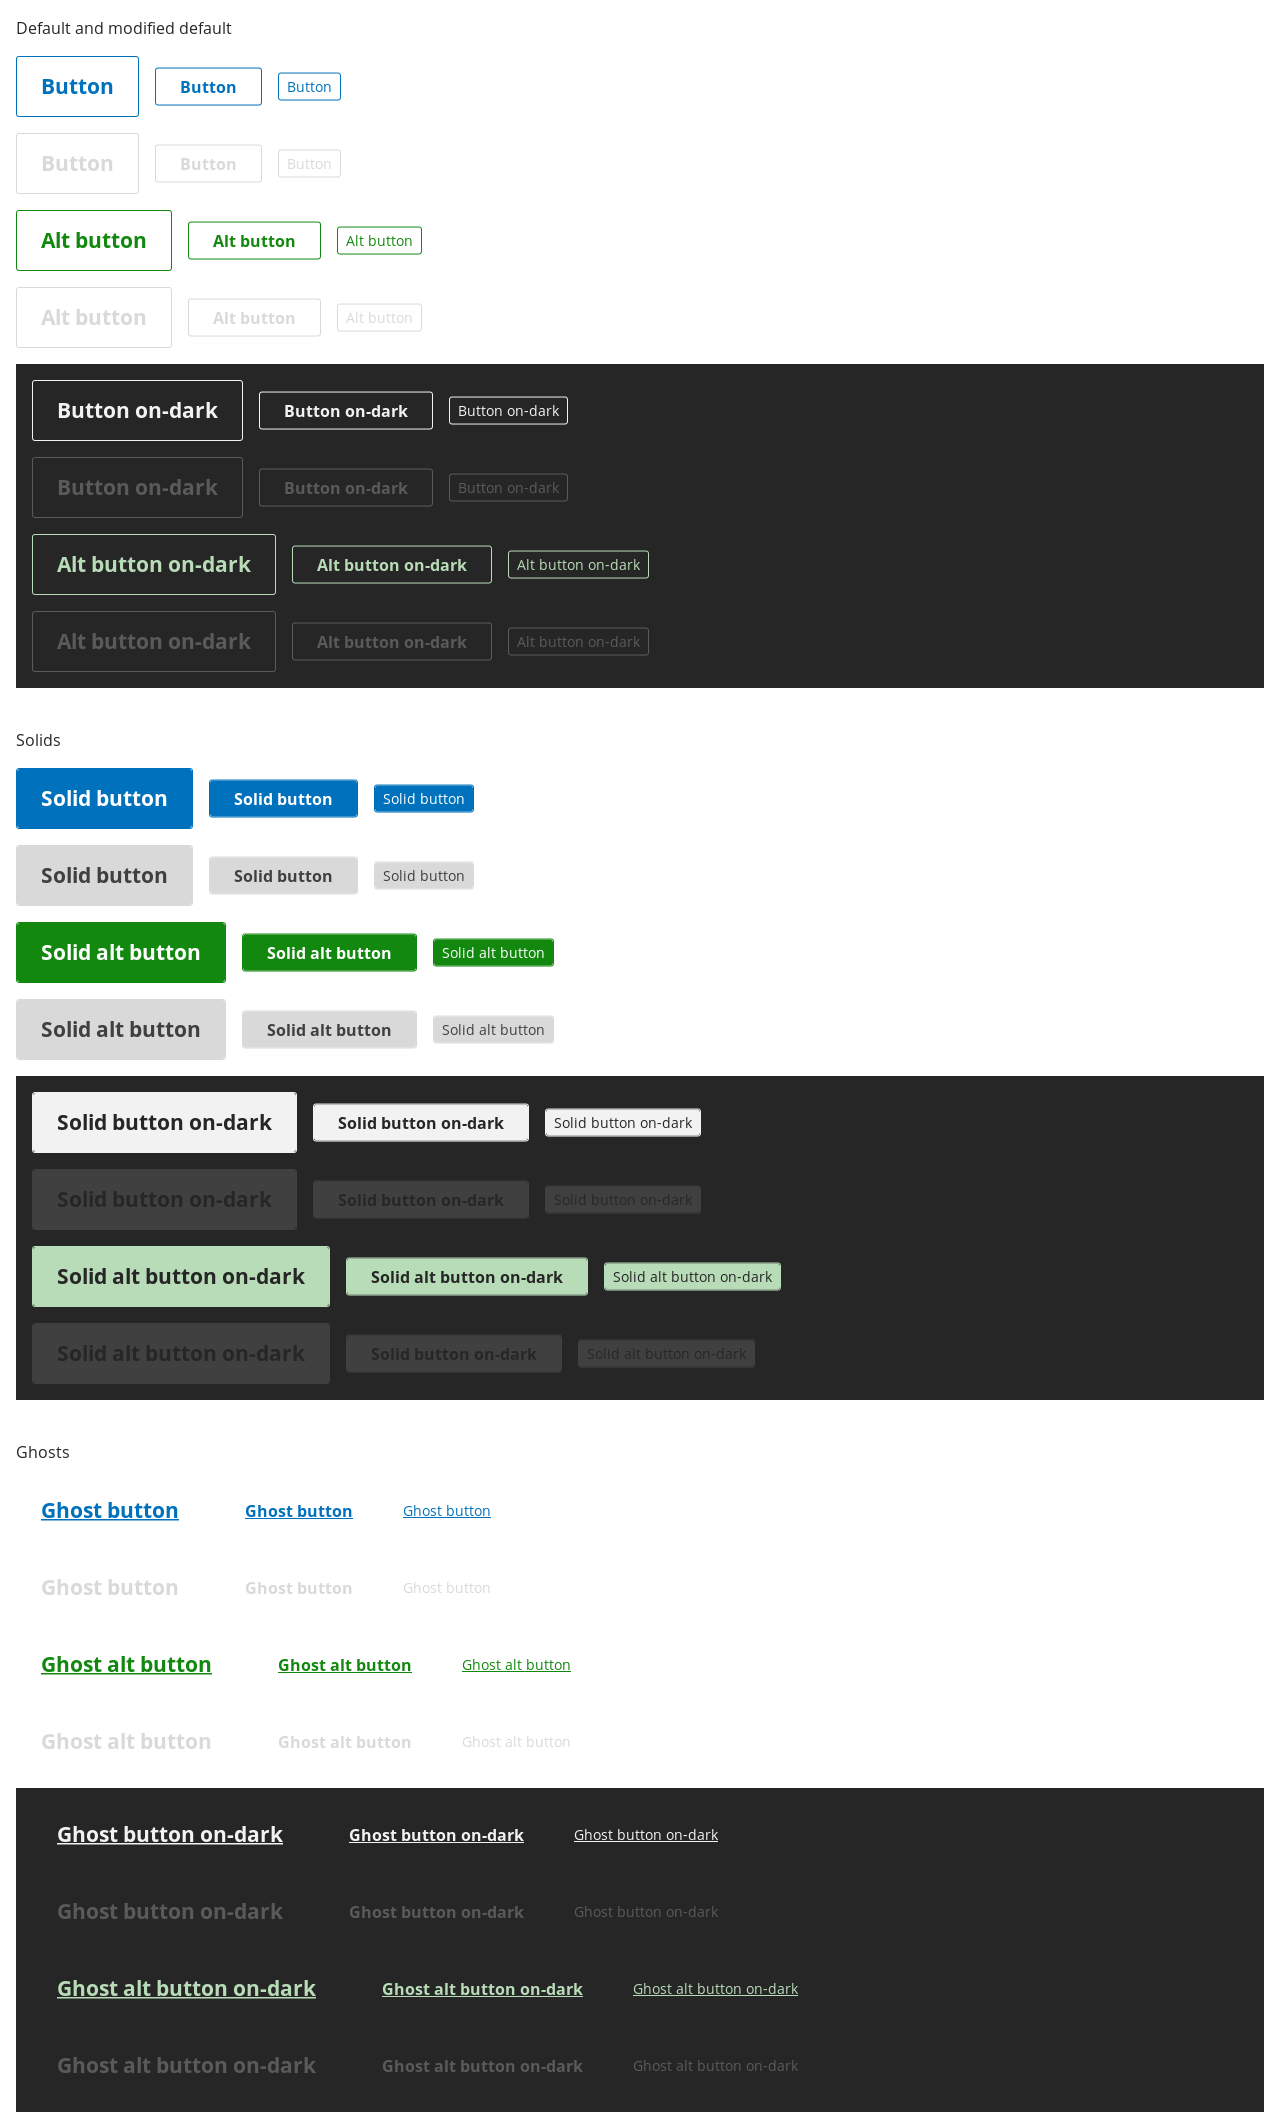 Default and modified default
Button Button Button
Button Button Button
Alt button Alt button Alt button
Alt button Alt button Alt button
Button on-dark Button on-dark Button on-dark
Button on-dark Button on-dark Button on-dark
Alt button on-dark Alt button on-dark Alt button on-dark
Alt button on-dark Alt button on-dark Alt button on-dark
Solids
Solid button Solid button Solid button
Solid button Solid button Solid button
Solid alt button Solid alt button Solid alt button
Solid alt button Solid alt button Solid alt button
Solid button on-dark Solid button on-dark Solid button on-dark
Solid button on-dark Solid button on-dark Solid button on-dark
Solid alt button on-dark Solid alt button on-dark Solid alt button on-dark
Solid alt button on-dark Solid button on-dark Solid alt button on-dark
Ghosts
Ghost button Ghost button Ghost button
Ghost button Ghost button Ghost button
Ghost alt button Ghost alt button Ghost alt button
Ghost alt button Ghost alt button Ghost alt button
Ghost button on-dark Ghost button on-dark Ghost button on-dark
Ghost button on-dark Ghost button on-dark Ghost button on-dark
Ghost alt button on-dark Ghost alt button on-dark Ghost alt button on-dark
Ghost alt button on-dark Ghost alt button on-dark Ghost alt button on-dark